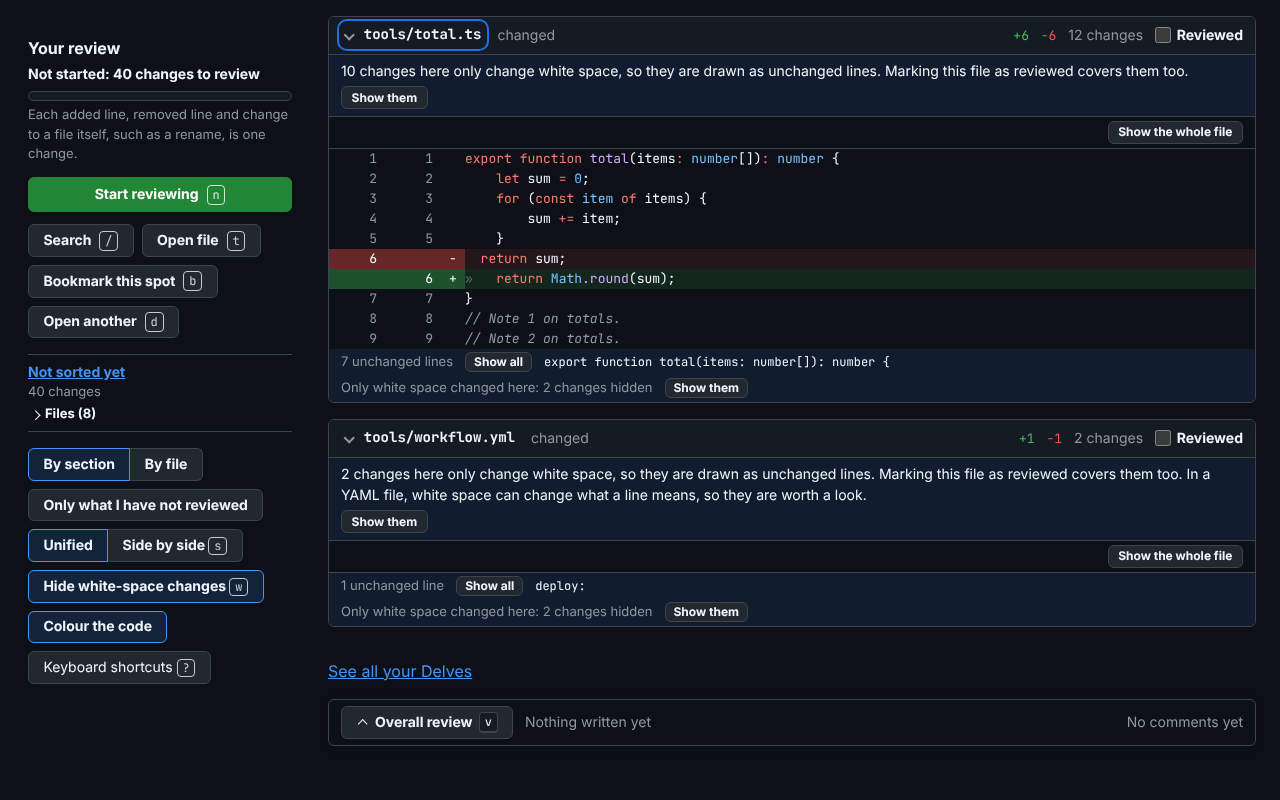 Your review
Not started: 40 changes to review
Each added line, removed line and change
to a file itself, such as a rename, is one
change.
Start reviewing n
Search / Open file t
Bookmark this spot b
Open another d
Not sorted yet
40 changes
Files (8)
By section By file
Only what I have not reviewed
Unified Side by side s
Hide white-space changes w
Colour the code
Keyboard shortcuts ?
tools/total.ts changed +6 -6 12 changes Reviewed
10 changes here only change white space, so they are drawn as unchanged lines. Marking this file as reviewed covers them too.
Show them
Show the whole file
1 1 export function total(items: number[]): number {
2 2 let sum = 0;
3 3 for (const item of items) {
4 4 sum += item;
5 5 }
6 - return sum;
6 + » return Math.round(sum);
7 7 }
8 8 // Note 1 on totals.
9 9 // Note 2 on totals.
7 unchanged lines Show all export function total(items: number[]): number {
Only white space changed here: 2 changes hidden Show them
tools/workflow.yml changed +1 -1 2 changes Reviewed
2 changes here only change white space, so they are drawn as unchanged lines. Marking this file as reviewed covers them too. In a
YAML file, white space can change what a line means, so they are worth a look.
Show them
Show the whole file
1 unchanged line Show all deploy:
Only white space changed here: 2 changes hidden Show them
See all your Delves
Overall review v Nothing written yet No comments yet